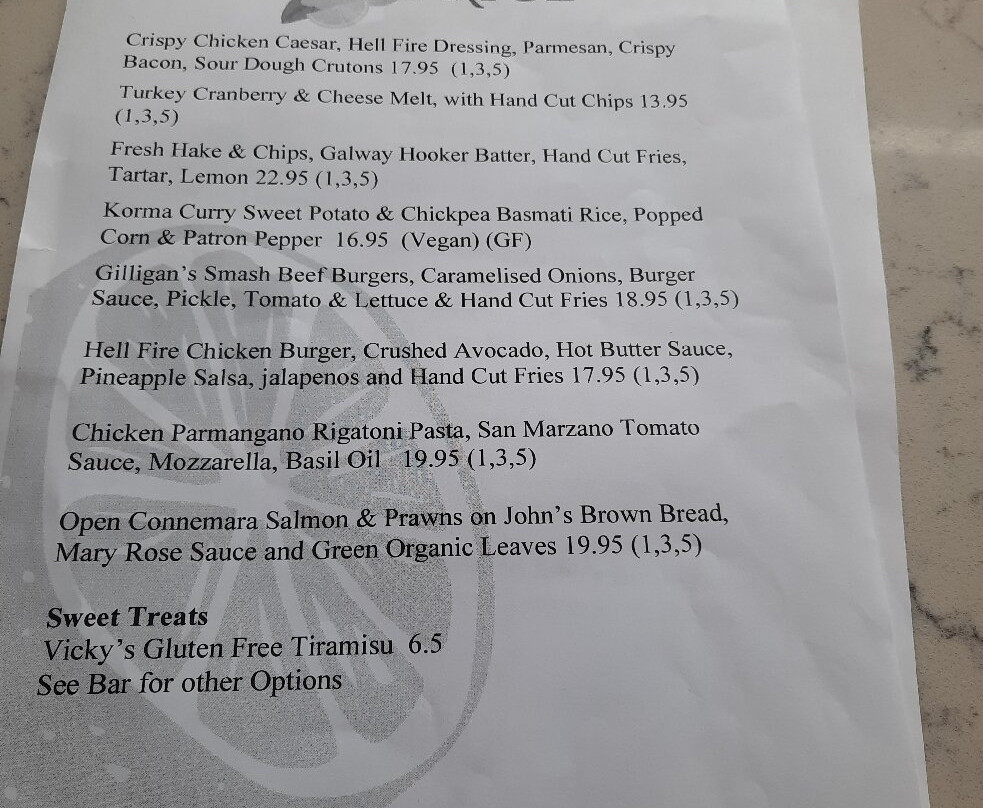 Crispy Chicken Caesar, Hell Fire Dressing, Parmesan, Crispy
Bacon, Sour Dough Crutons 17.95 (1,3,5)
Turkey Cranberry & Cheese Melt, with Hand Cut Chips 13.95
(1,3,5)
Fresh Hake & Chips, Galway Hooker Batter, Hand Cut Fries,
Tartar, Lemon 22.95 (1,3,5)
Korma Curry Sweet Potato & Chickpea Basmati Rice, Popped
Corn & Patron Pepper 16.95 (Vegan) (GF)
Gilligan's Smash Beef Burgers, Caramelised Onions, Burger
Sauce, Pickle, Tomato & Lettuce & Hand Cut Fries 18.95 (1,3,5)
Hell Fire Chicken Burger, Crushed Avocado, Hot Butter Sauce,
Pineapple Salsa, jalapenos and Hand Cut Fries 17.95 (1,3,5)
Chicken Parmangano Rigatoni Pasta, San Marzano Tomato
Sauce, Mozzarella, Basil Oil 19.95 (1,3,5)
Open Connemara Salmon & Prawns on John's Brown Bread,
Mary Rose Sauce and Green Organic Leaves 19.95 (1,3,5)
Sweet Treats
Vicky's Gluten Free Tiramisu 6.5
See Bar for other Options